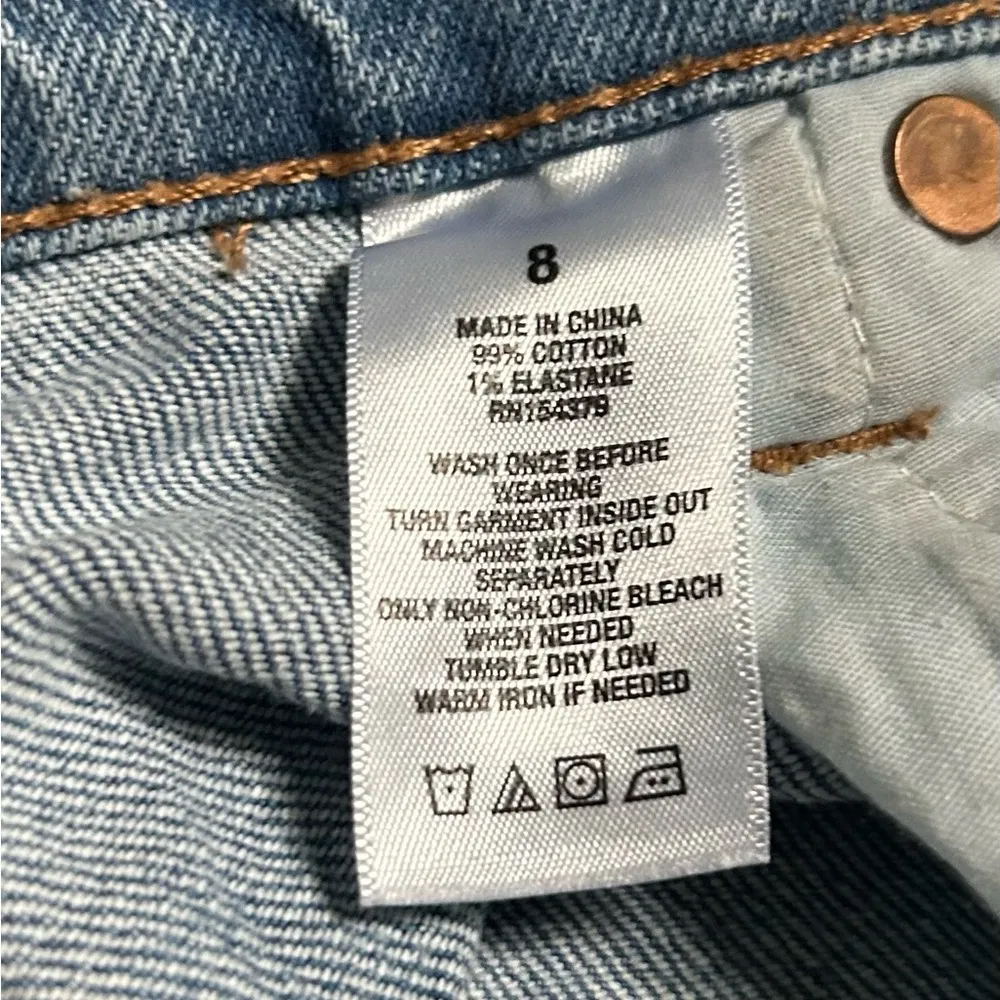 8
MADE IN CHINA
99% COTTON
1% ELASTANE
RN154379
WASH ONCE BEFORE
WEARING
TURN GARMENT INSIDE OUT
MACHINE WASH COLD
SEPARATELY
ONLY NON-CHLORINE BLEACH
WHEN NEEDED
TUMBLE DRY LOW
WARM IRON IF NEEDED